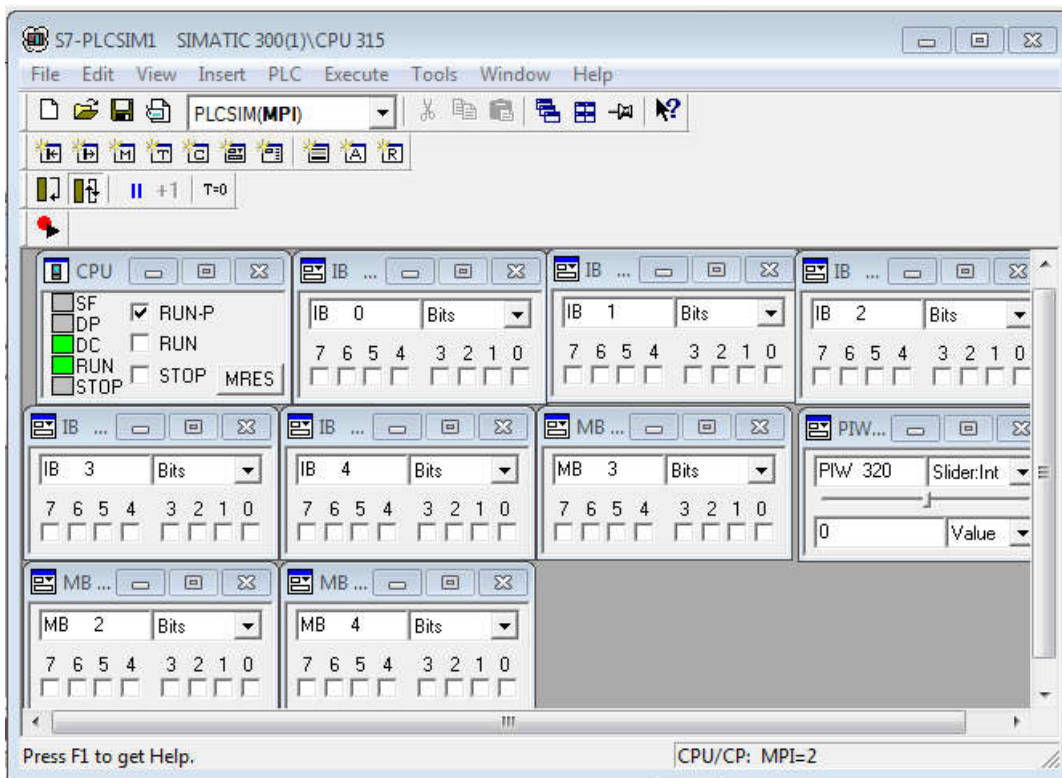 S7-PLCSIM1 SIMATIC 300(1)\CPU 315
File Edit View Insert PLC Execute Tools Window Help
PLCSIM(MPI)
+1 T=0
CPU
SF
DP
DC
RUN
STOP
RUN-P
RUN
STOP MRES
IB ...
IB 0 Bits
7 6 5 4 3 2 1 0
IB ...
IB 1 Bits
7 6 5 4 3 2 1 0
IB ...
IB 2 Bits
7 6 5 4 3 2 1 0
IB ...
IB 3 Bits
7 6 5 4 3 2 1 0
IB ...
IB 4 Bits
7 6 5 4 3 2 1 0
MB ...
MB 3 Bits
7 6 5 4 3 2 1 0
PIW...
PIW 320 Slider:Int
0 Value
MB ...
MB 2 Bits
7 6 5 4 3 2 1 0
MB ...
MB 4 Bits
7 6 5 4 3 2 1 0
Press F1 to get Help. CPU/CP: MPI=2